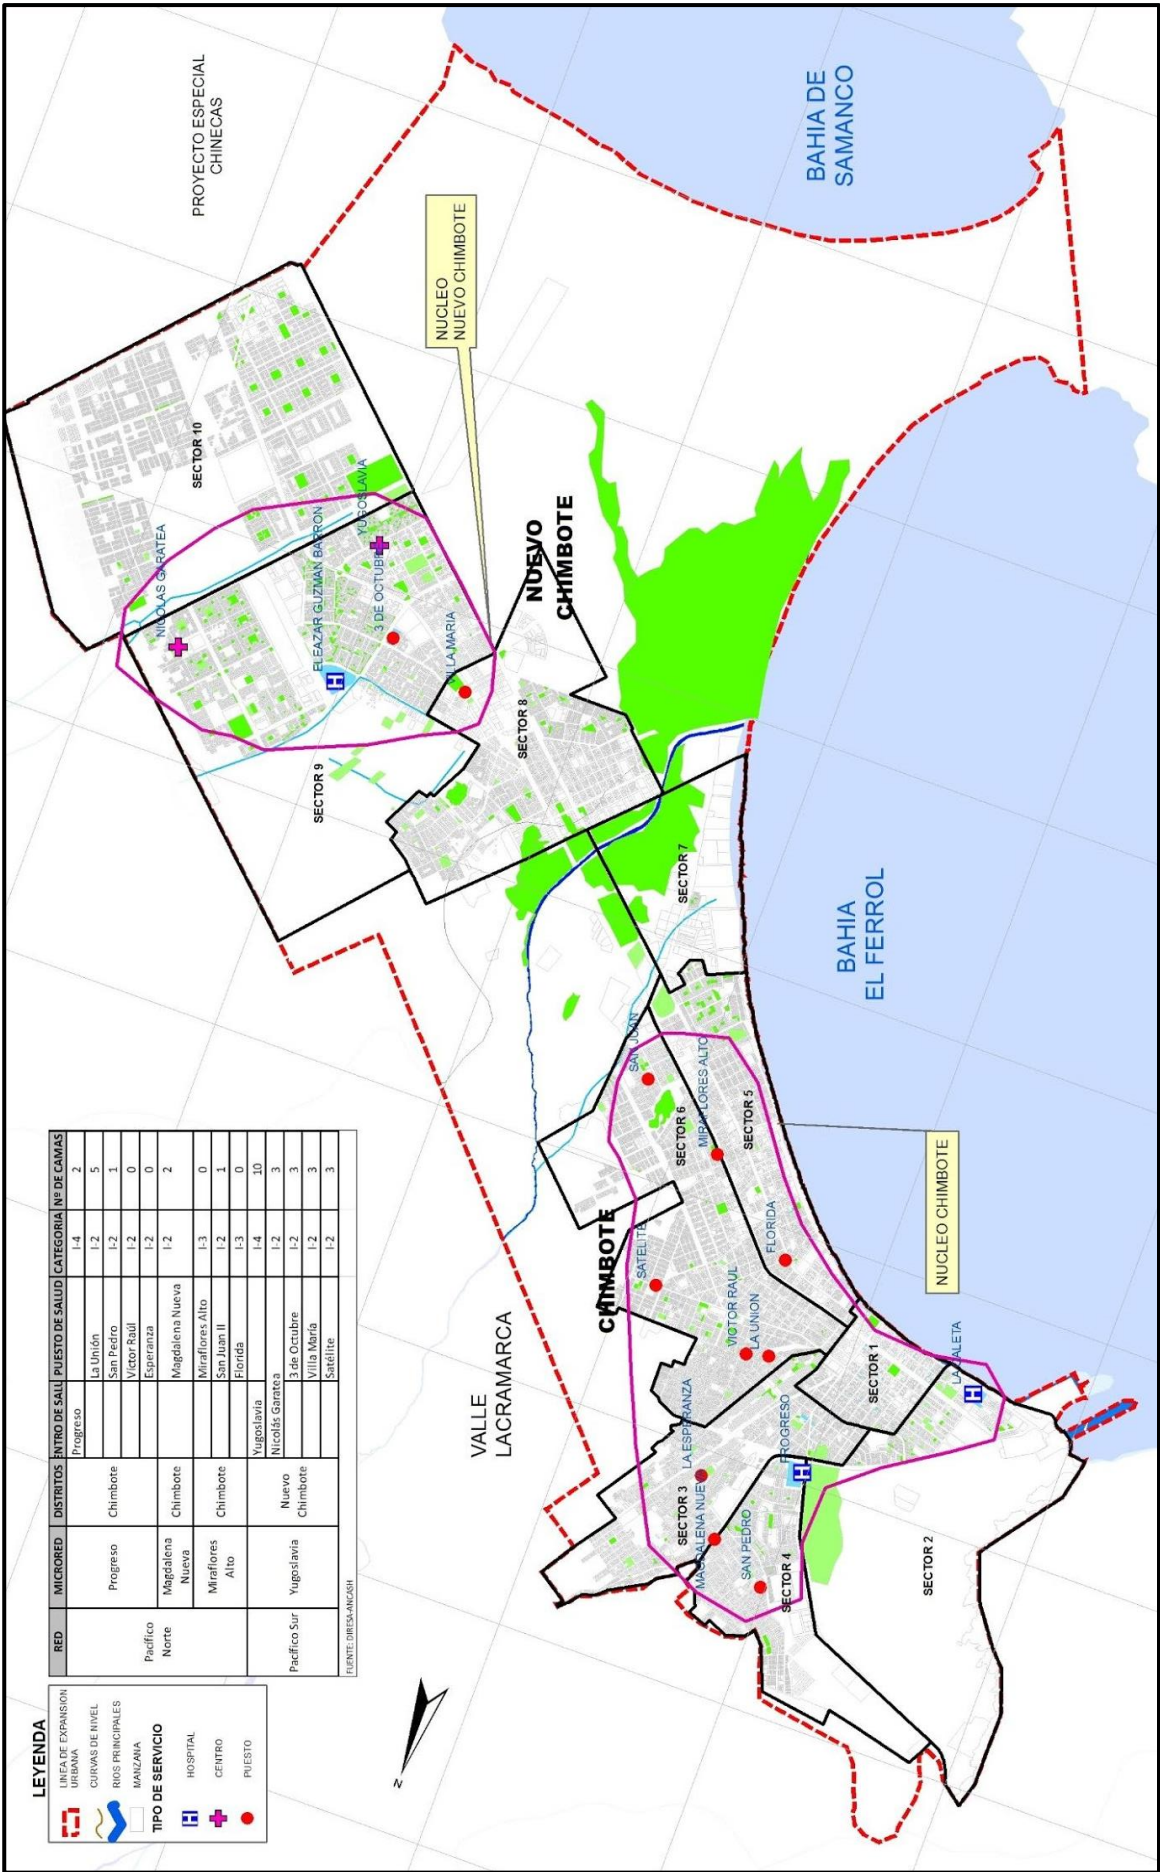 LEYENDA
LINEA DE EXPANSION
URBANA
CURVAS DE NIVEL
RIOS PRINCIPALES
MANZANA
TIPO DE SERVICIO
H HOSPITAL
CENTRO
PUESTO
RED MICRORED DISTRITOS ENTRO DE SALU PUESTO DE SALUD CATEGORIA Nº DE CAMAS
Pacífico
Norte
Progreso
Chimbote
Progreso I-4 2
La Unión I-2 5
San Pedro I-2 1
Víctor Raúl I-2 0
Esperanza I-2 0
Magdalena
Nueva
Chimbote
Magdalena Nueva I-2 2
Miraflores
Alto
Chimbote
Miraflores Alto I-3 0
San Juan II I-2 1
Florida I-3 0
Pacífico Sur
Yugoslavia
Nuevo
Chimbote
Yugoslavia I-4 10
Nicolás Garatea I-2 3
3 de Octubre I-2 3
Villa María I-2 3
Satélite I-2 3
FUENTE: DIRESA-ANCASH
N
PROYECTO ESPECIAL
CHINECAS
BAHIA DE
SAMANCO
NUCLEO
NUEVO CHIMBOTE
SECTOR 10
NICOLAS GARATEA
ELEAZAR GUZMAN BARRON
H
YUGOSLAVIA
3 DE OCTUBRE
VILLA MARIA
NUEVO
CHIMBOTE
SECTOR 9
SECTOR 8
SECTOR 7
BAHIA
EL FERROL
SAN JUAN
MIRAFLORES ALTO
SECTOR 6
SECTOR 5
CHIMBOTE
SATELITE
FLORIDA
NUCLEO CHIMBOTE
VICTOR RAUL
LA UNION
VALLE
LACRAMARCA
LA ESPERANZA
PROGRESO
H
SECTOR 1
LA CALETA
H
SECTOR 3
MAGDALENA NUEVA
SAN PEDRO
SECTOR 4
SECTOR 2